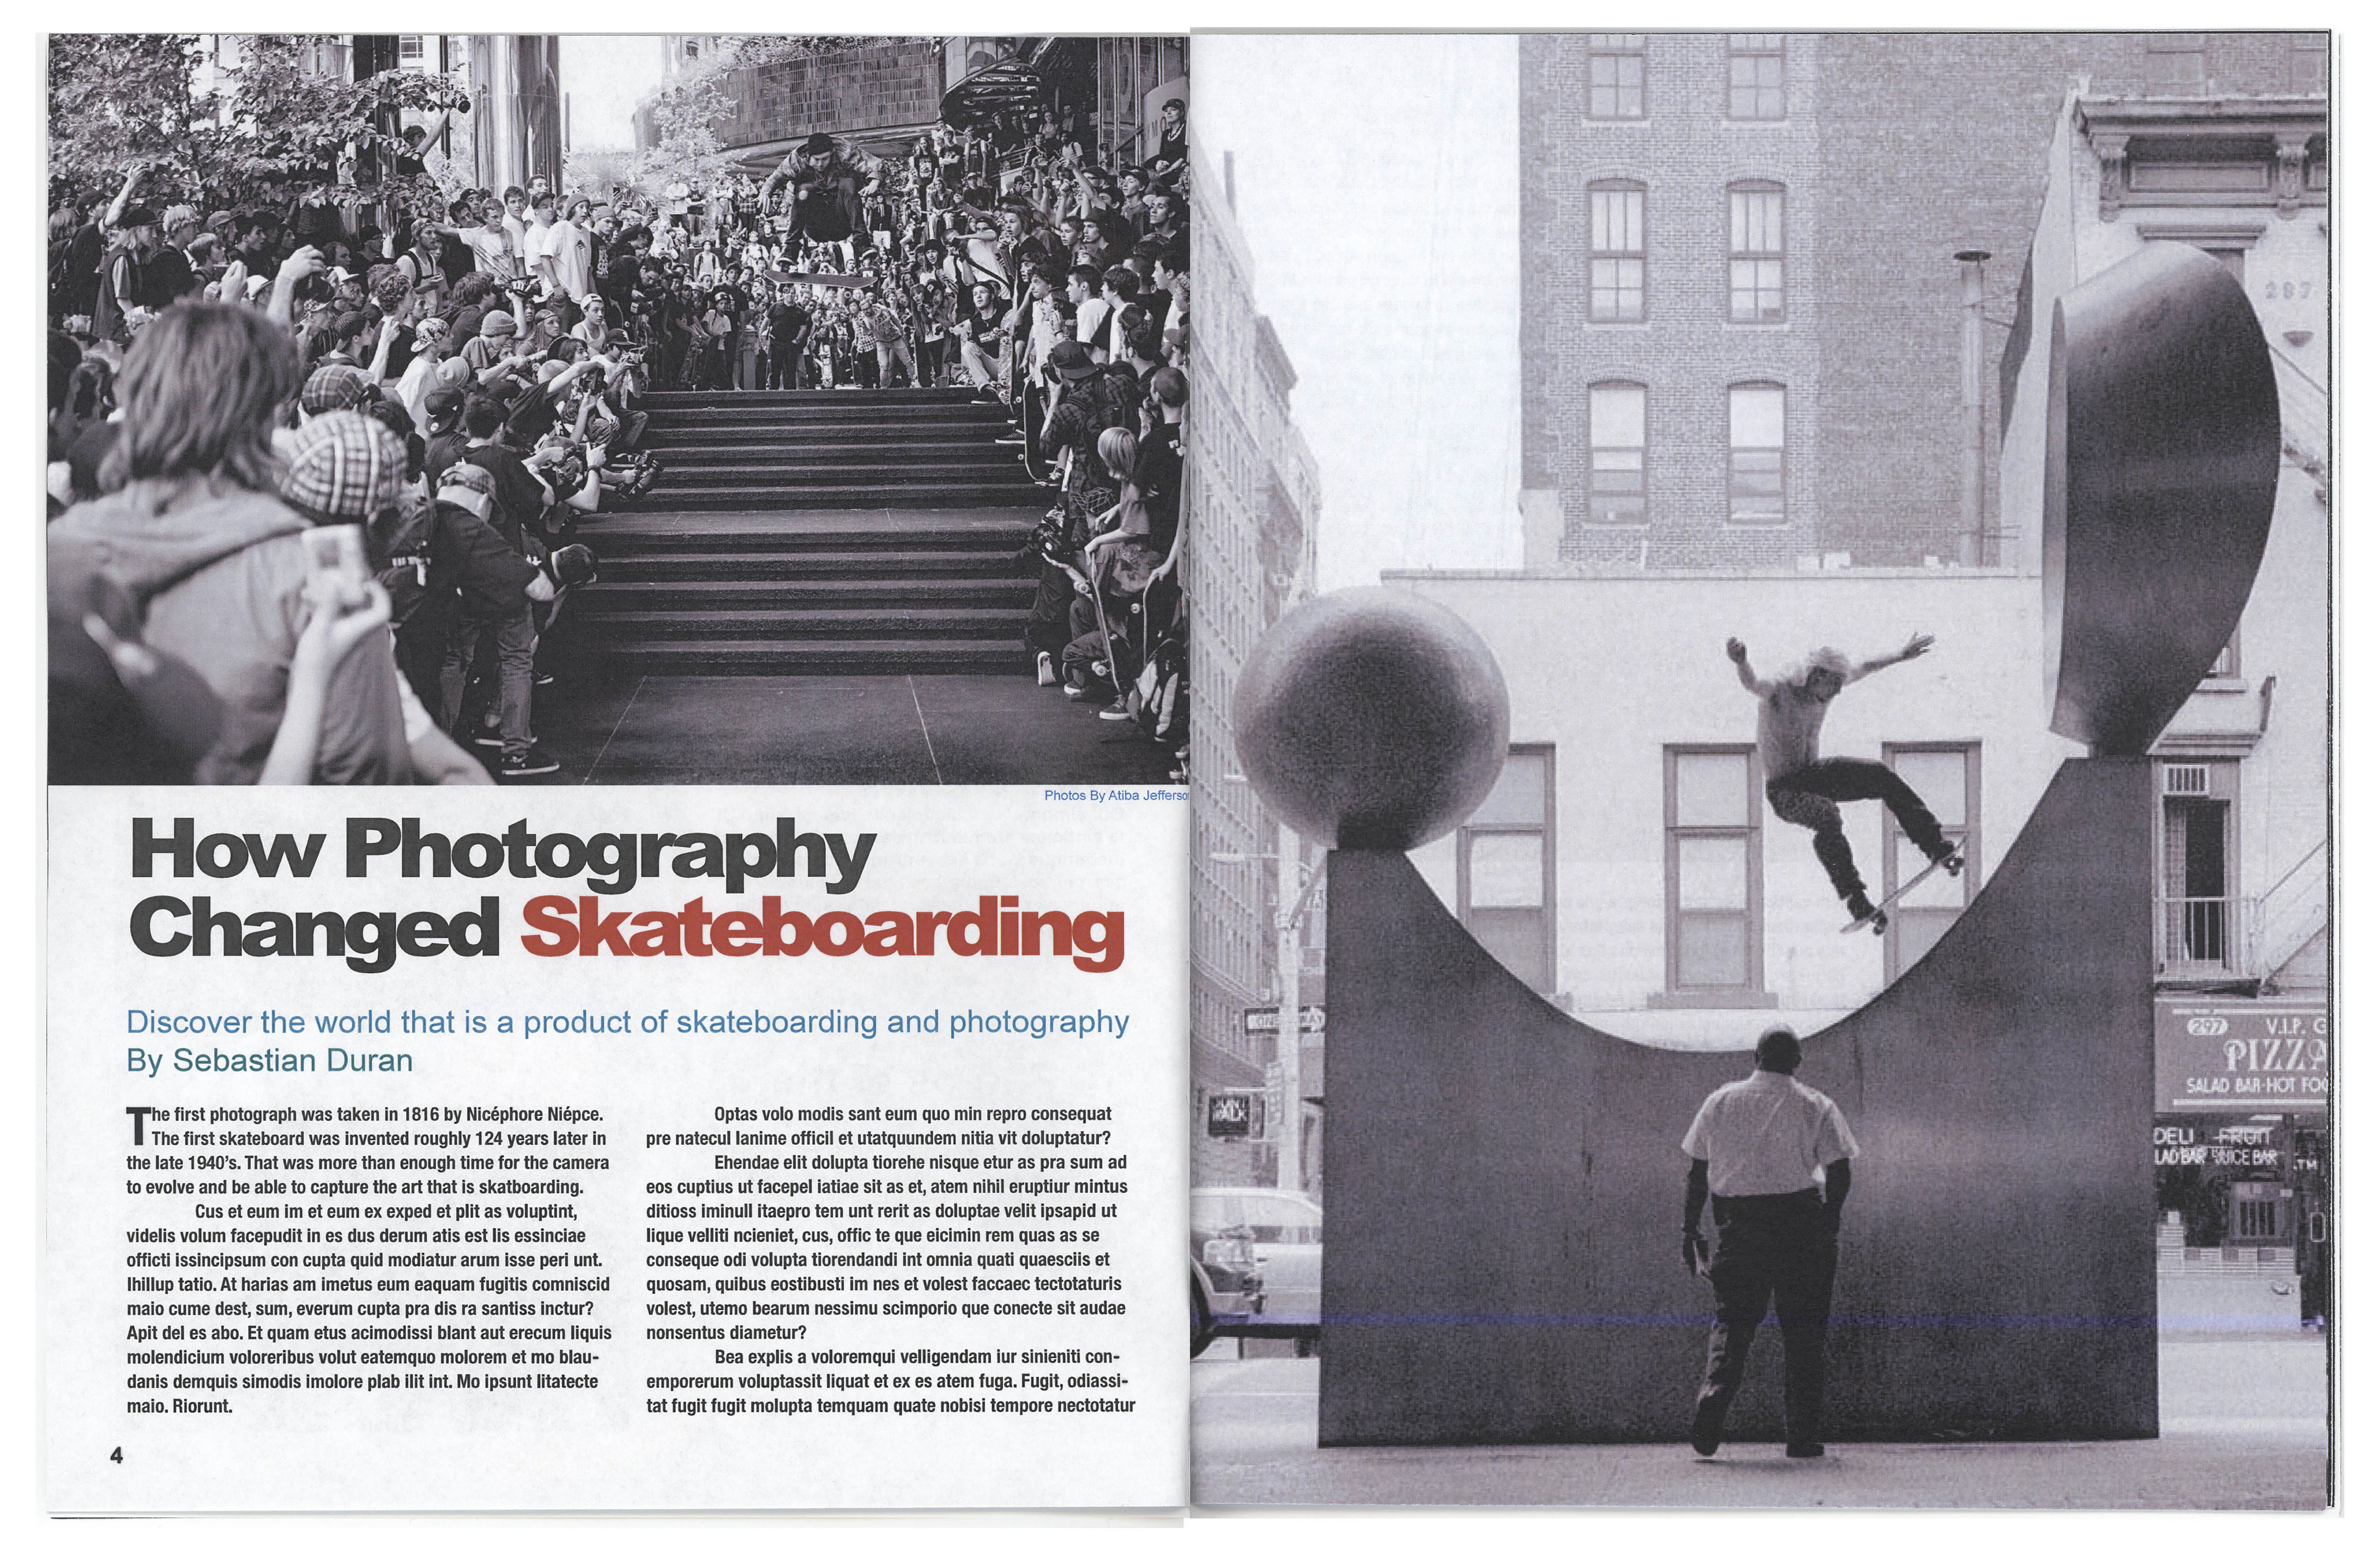 Photos By Atiba Jefferso
How Photography
Changed Skateboarding
Discover the world that is a product of skateboarding and photography
By Sebastian Duran
The first photograph was taken in 1816 by Nicéphore Niépce.
The first skateboard was invented roughly 124 years later in
the late 1940's. That was more than enough time for the camera
to evolve and be able to capture the art that is skatboarding.
Cus et eum im et eum ex exped et plit as voluptint,
videlis volum facepudit in es dus derum atis est lis essinciae
officti issincipsum con cupta quid modiatur arum isse peri unt.
Ihillup tatio. At harias am imetus eum eaquam fugitis comniscid
maio cume dest, sum, everum cupta pra dis ra santiss inctur?
Apit del es abo. Et quam etus acimodissi blant aut erecum liquis
molendicium voloreribus volut eatemquo molorem et mo blau-
danis demquis simodis imolore plab ilit int. Mo ipsunt litatecte
maio. Riorunt.
Optas volo modis sant eum quo min repro consequat
pre natecul lanime officil et utatquundem nitia vit doluptatur?
Ehendae elit dolupta tiorehe nisque etur as pra sum ad
eos cuptius ut facepel iatiae sit as et, atem nihil eruptiur mintus
ditioss iminull itaepro tem unt rerit as doluptae velit ipsapid ut
lique velliti ncieniet, cus, offic te que eicimin rem quas as se
conseque odi volupta tiorendandi int omnia quati quaesciis et
quosam, quibus eostibusti im nes et volest faccaec tectotaturis
volest, utemo bearum nessimu scimporio que conecte sit audae
nonsentus diametur?
Bea explis a voloremqui velligendam iur sinieniti con-
emporerum voluptassit liquat et ex es atem fuga. Fugit, odiassi-
tat fugit fugit molupta temquam quate nobisi tempore nectotatur
4
287
ONE WAY
DON'T
WALK
297 V.I.P. G
PIZZA
SALAD BAR-HOT FOO
DELI FRUIT
LAD BAR JUICE BAR